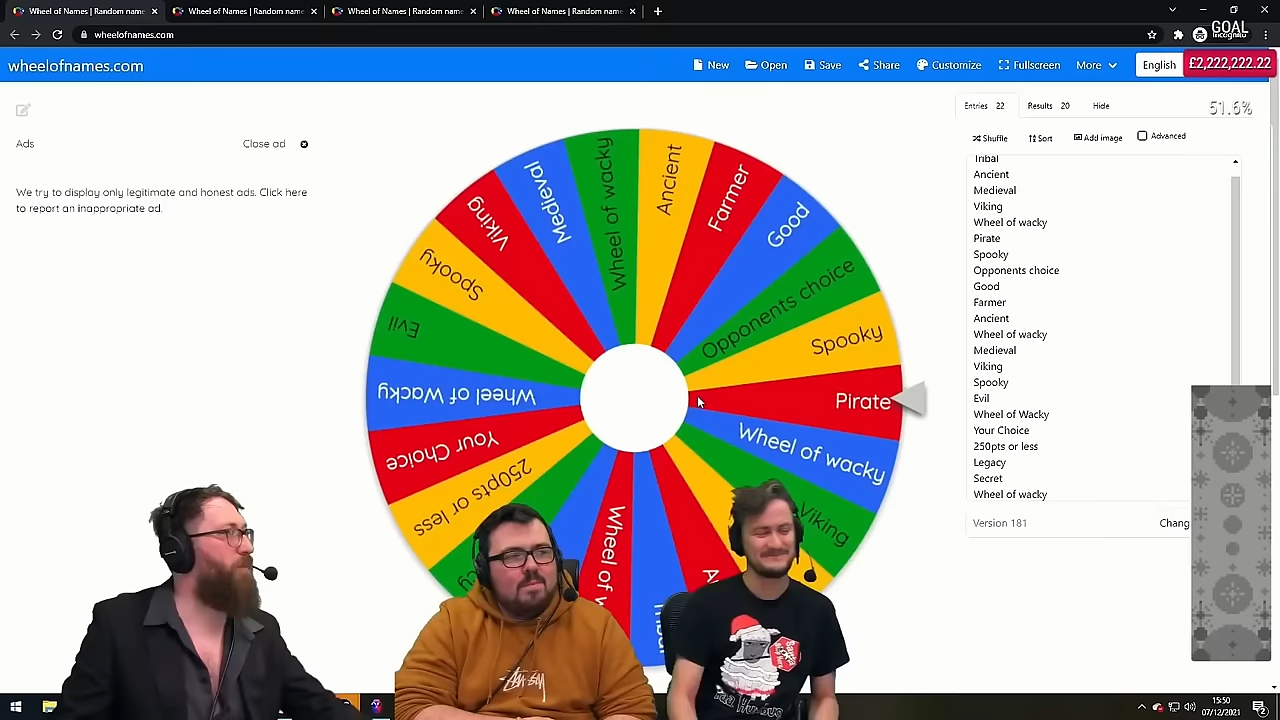 Wheel of Names | Random name
Wheel of Names | Random name
Wheel of Names | Random name
Wheel of Names | Random name
wheelofnames.com
GOAL
wheelofnames.com
New
Open
Save
Share
Customize
Fullscreen
More
English
£2,222,222.22
51.6%
Ads
Close ad
We try to display only legitimate and honest ads. Click here
to report an inappropriate ad.
Entries 22
Results 20
Hide
Shuffle
Sort
Add image
Advanced
Tribal
Ancient
Medieval
Viking
Wheel of wacky
Pirate
Spooky
Opponents choice
Good
Farmer
Ancient
Wheel of wacky
Medieval
Viking
Spooky
Evil
Wheel of Wacky
Your Choice
250pts or less
Legacy
Secret
Wheel of wacky
Version 181
Chang
Wheel of wacky
Ancient
Farmer
Good
Opponents choice
Spooky
Pirate
Wheel of wacky
Viking
Wheel of w
250pts or less
Your Choice
Wheel of Wacky
Evil
Spooky
Viking
Medieval
15:50
07/12/2021